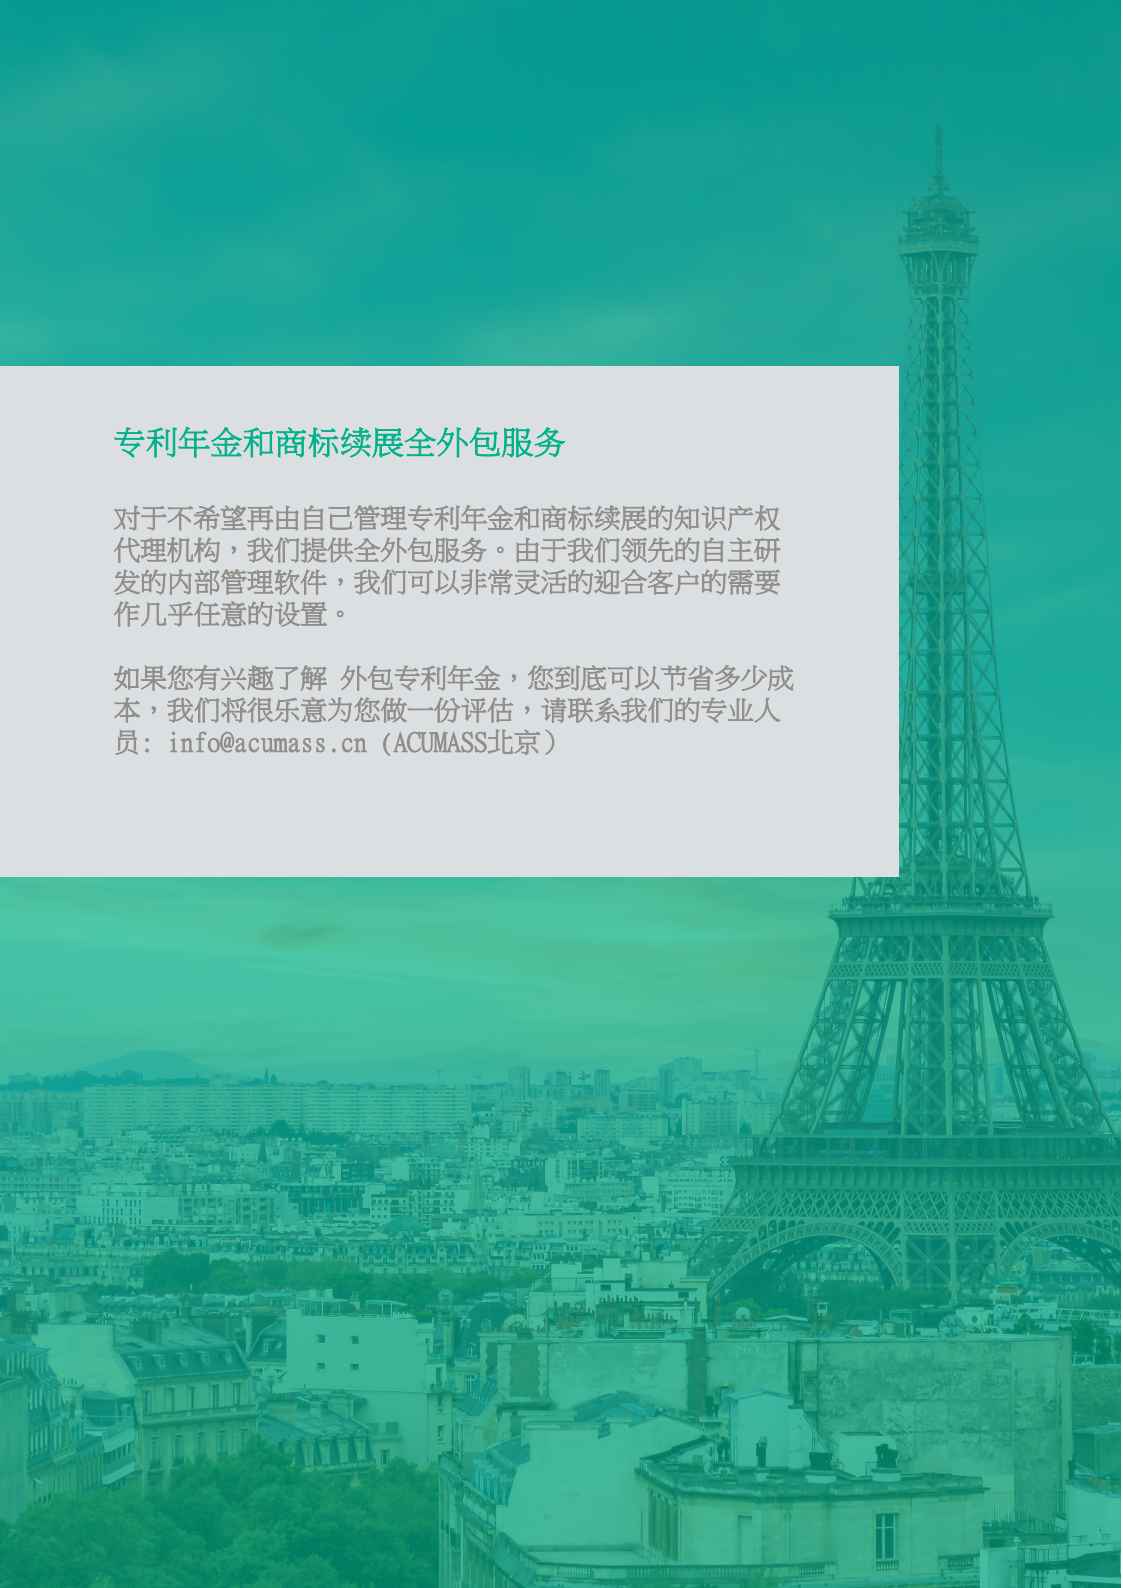 专利年金和商标续展全外包服务
对于不希望再由自己管理专利年金和商标续展的知识产权
代理机构，我们提供全外包服务。由于我们领先的自主研
发的内部管理软件，我们可以非常灵活的迎合客户的需要
作几乎任意的设置。
如果您有兴趣了解 外包专利年金，您到底可以节省多少成
本，我们将很乐意为您做一份评估，请联系我们的专业人
员: info@acumass.cn (ACUMASS北京）